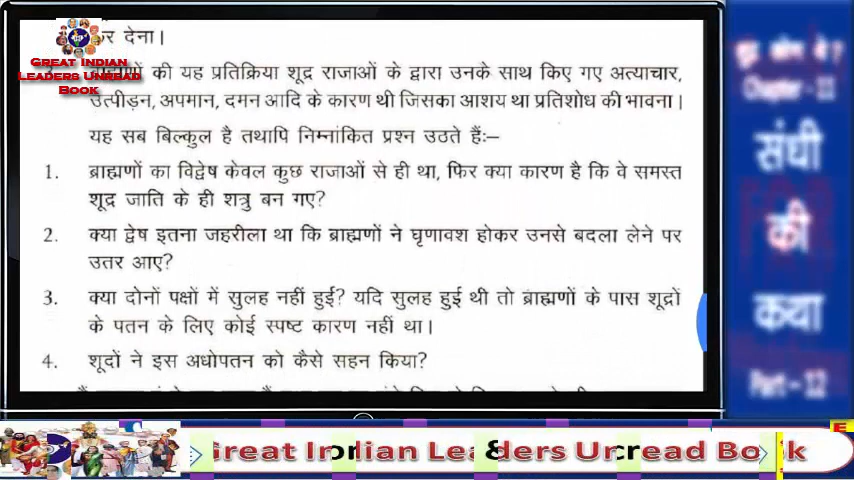 Great Indian
Leaders Unread
Book
कर देना।
की यह प्रतिक्रिया शूद्र राजाओं के द्वारा उनके साथ किए गए अत्याचार,
उत्पीड़न, अपमान, दमन आदि के कारण थी जिसका आशय था प्रतिशोध की भावना।
यह सब बिल्कुल है तथापि निम्नांकित प्रश्न उठते हैं:–
1. ब्राह्मणों का विद्वेष केवल कुछ राजाओं से ही था, फिर क्या कारण है कि वे समस्त
शूद्र जाति के ही शत्रु बन गए?
2. क्या द्वेष इतना जहरीला था कि ब्राह्मणों ने घृणावश होकर उनसे बदला लेने पर
उतर आए?
3. क्या दोनों पक्षों में सुलह नहीं हुई? यदि सुलह हुई थी तो ब्राह्मणों के पास शूद्रों
के पतन के लिए कोई स्पष्ट कारण नहीं था।
4. शूदों ने इस अधोपतन को कैसे सहन किया?
Chapter - 11
संधी
की
कथा
Part - 12
Great Indian Leaders Unread Book